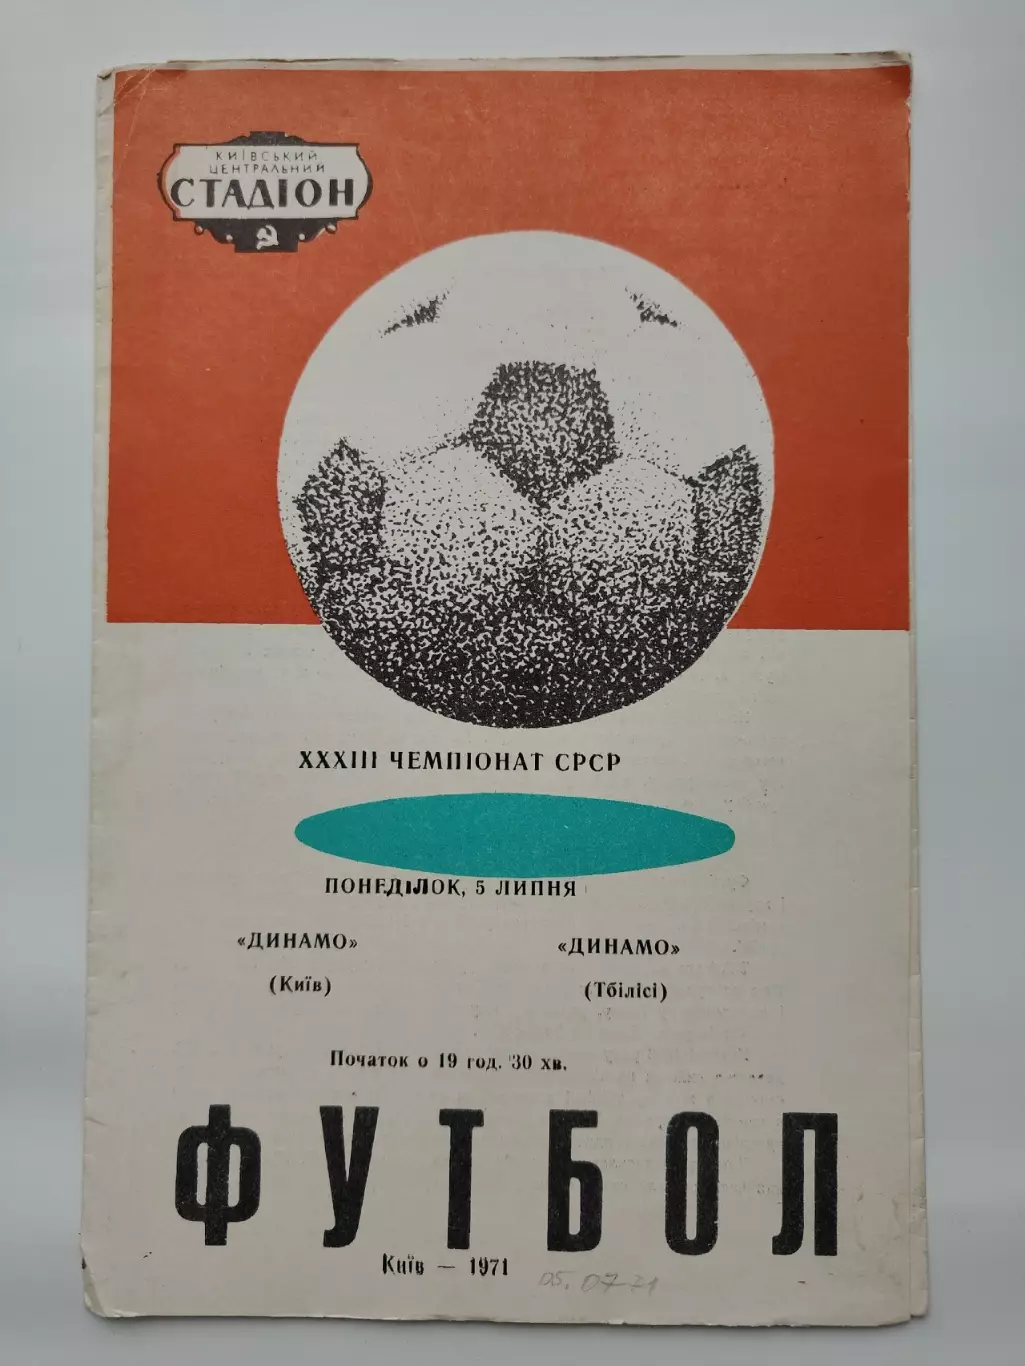 КИЇВСЬКИЙ
ЦЕНТРАЛЬНИЙ
СТАДІОН
XXXIII ЧЕМПІОНАТ СРСР
ПОНЕДІЛОК, 5 ЛИПНЯ
«ДИНАМО» «ДИНАМО»
(Київ) (Тбілісі)
Початок о 19 год. 30 хв.
ФУТБОЛ
Київ — 1971 05.07.71